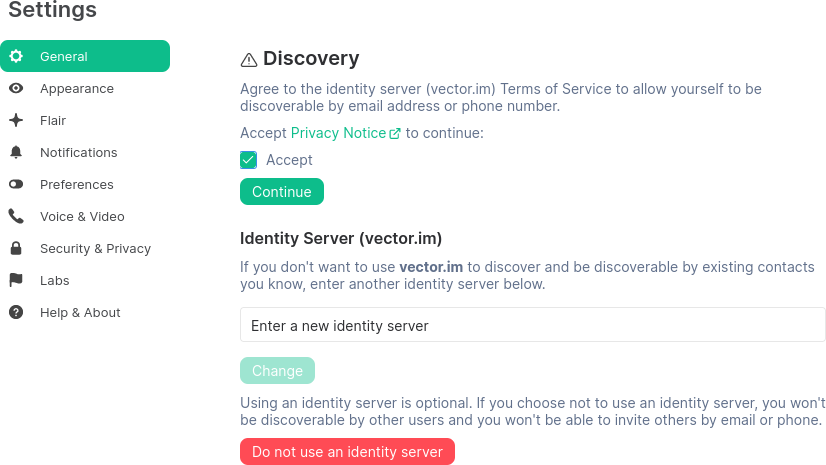 Settings
General
Appearance
Flair
Notifications
Preferences
Voice & Video
Security & Privacy
Labs
Help & About
Discovery
Agree to the identity server (vector.im) Terms of Service to allow yourself to be
discoverable by email address or phone number.
Accept Privacy Notice to continue:
Accept
Continue
Identity Server (vector.im)
If you don't want to use vector.im to discover and be discoverable by existing contacts
you know, enter another identity server below.
Enter a new identity server
Change
Using an identity server is optional. If you choose not to use an identity server, you won't
be discoverable by other users and you won't be able to invite others by email or phone.
Do not use an identity server